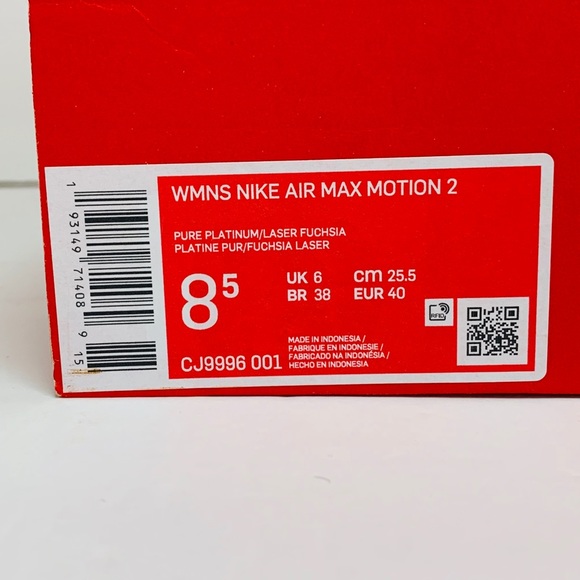 WMNS NIKE AIR MAX MOTION 2
PURE PLATINUM/LASER FUCHSIA
PLATINE PUR/FUCHSIA LASER
8⁵
UK 6 cm 25.5
BR 38 EUR 40
RFID
CJ9996 001
MADE IN INDONESIA /
FABRIQUE EN INDONESIE /
FABRICADO NA INDONÉSIA /
HECHO EN INDONESIA
1 93149 71408 9 15